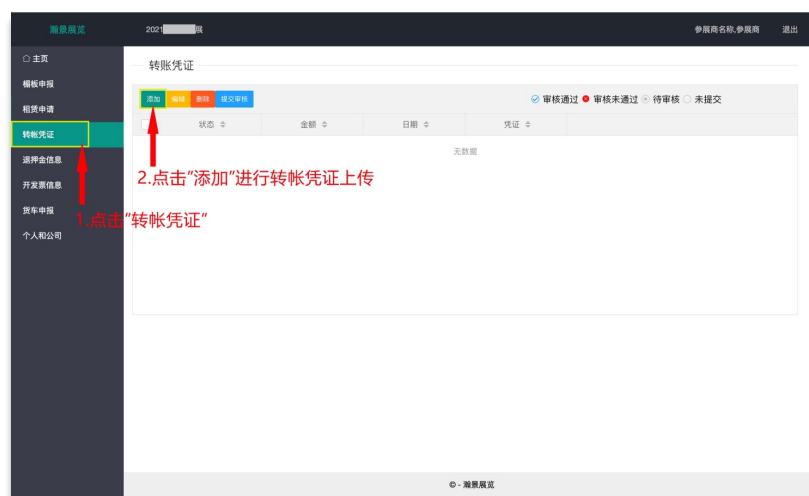 瀚景展览
2021 展
参展商名称,参展商 退出
主页
楣板申报
租赁申请
转帐凭证
退押金信息
开发票信息
货车申报
个人和公司
转账凭证
添加 编辑 删除 提交审核
审核通过 审核未通过 待审核 未提交
状态 金额 日期 凭证
无数据
2.点击"添加"进行转帐凭证上传
1.点击"转帐凭证"
© - 瀚景展览